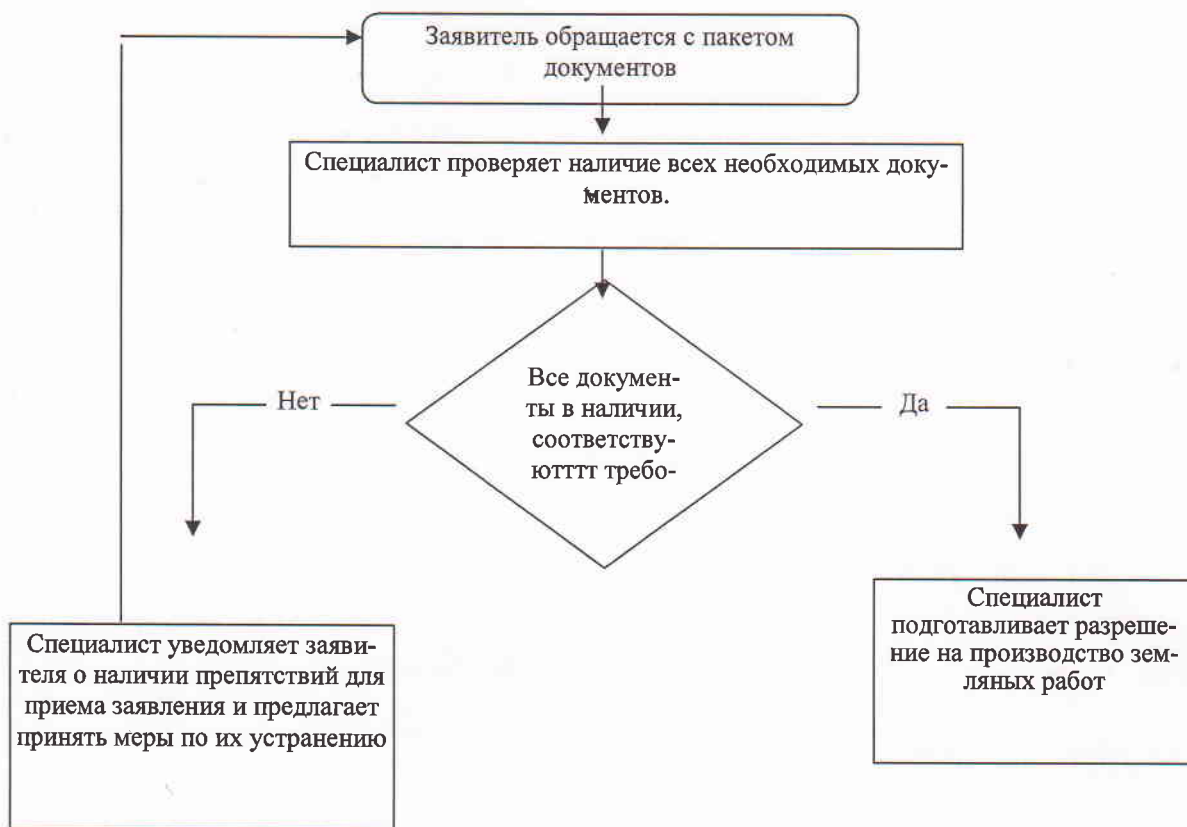 Заявитель обращается с пакетом
документов
Специалист проверяет наличие всех необходимых доку-
ментов.
Все докумен-
ты в наличии,
соответству-
ютттт требо-
Нет
Да
Специалист уведомляет заяви-
теля о наличии препятствий для
приема заявления и предлагает
принять меры по их устранению
Специалист
подготавливает разреше-
ние на производство зем-
ляных работ